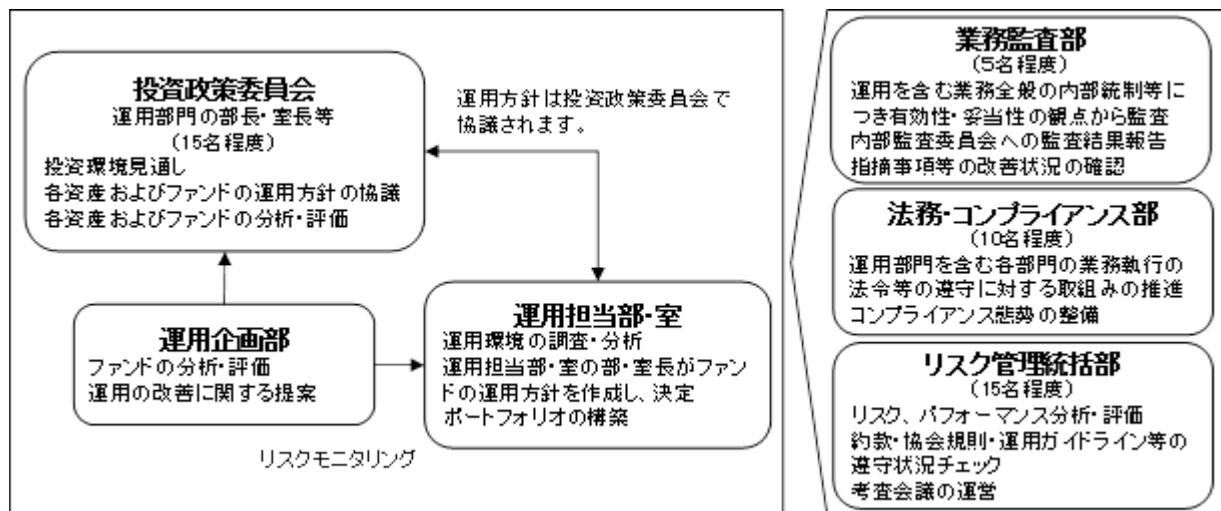 投資政策委員会
運用部門の部長・室長等
(15名程度)
投資環境見通し
各資産およびファンドの運用方針の協議
各資産およびファンドの分析・評価
運用方針は投資政策委員会で
協議されます。
運用企画部
ファンドの分析・評価
運用の改善に関する提案
運用担当部・室
運用環境の調査・分析
運用担当部・室の部・室長がファン
ドの運用方針を作成し、決定
ポートフォリオの構築
リスクモニタリング
業務監査部
(5名程度)
運用を含む業務全般の内部統制等に
つき有効性・妥当性の観点から監査
内部監査委員会への監査結果報告
指摘事項等の改善状況の確認
法務・コンプライアンス部
(10名程度)
運用部門を含む各部門の業務執行の
法令等の遵守に対する取組みの推進
コンプライアンス態勢の整備
リスク管理統括部
(15名程度)
リスク、パフォーマンス分析・評価
約款・協会規則・運用ガイドライン等の
遵守状況チェック
考査会議の運営